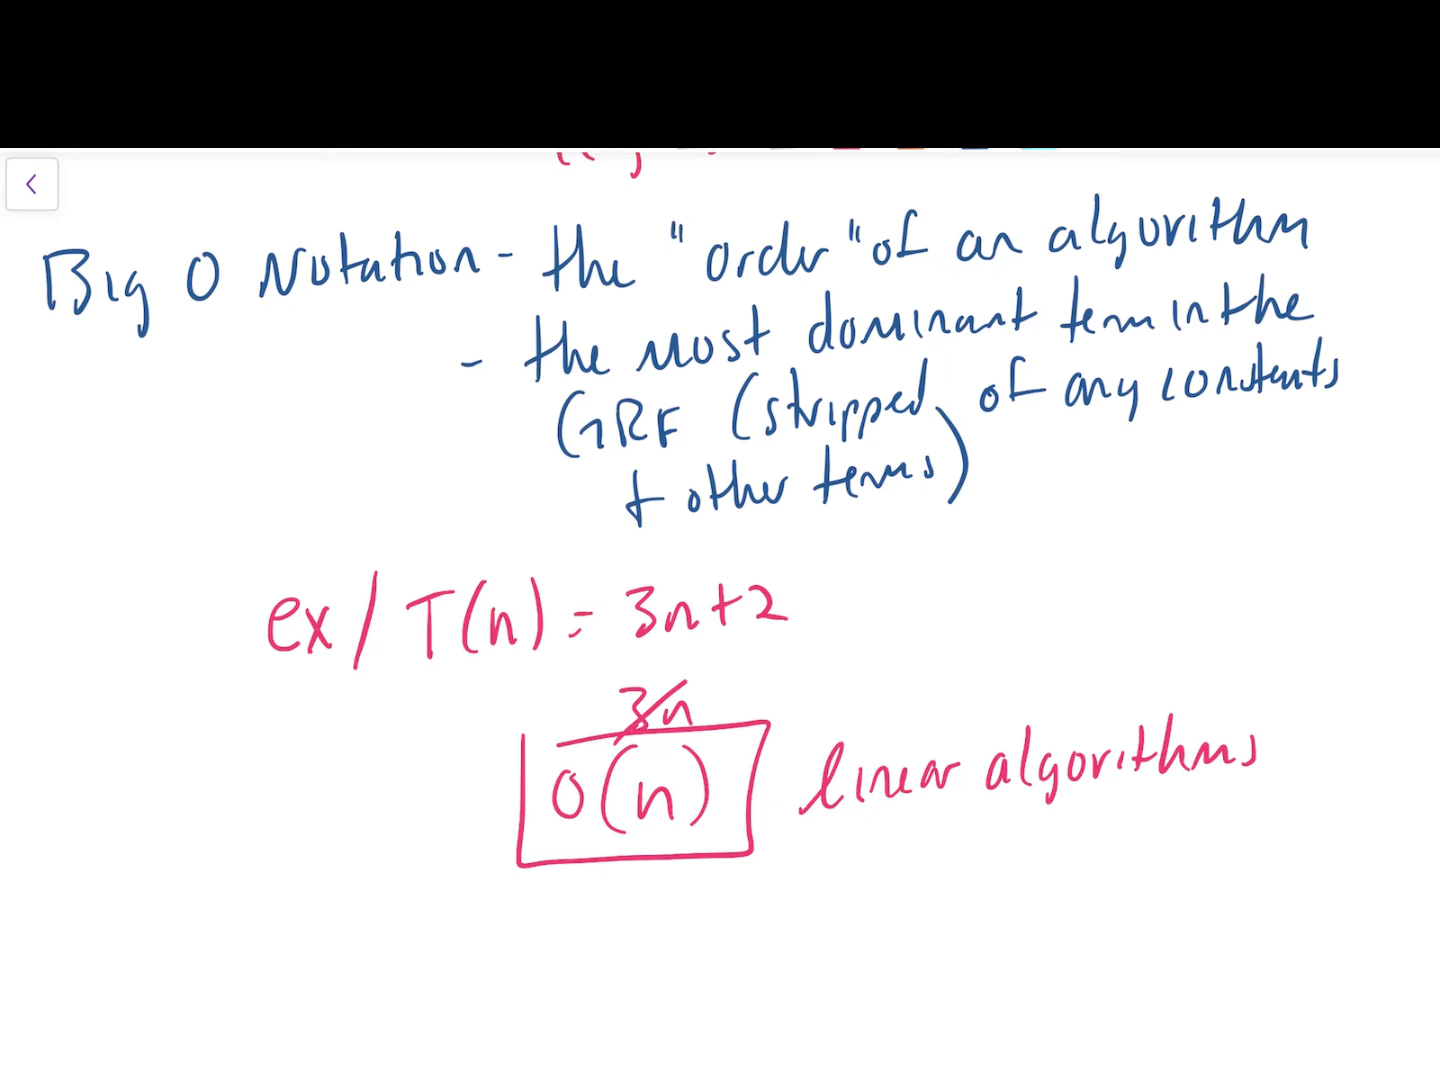 Big O Notation - the "order" of an algorithm
- the most dominant term in the
GRF (stripped of any constants
+ other terms)
ex/ T(n) = 3n+2
3n
O(n) linear algorithms